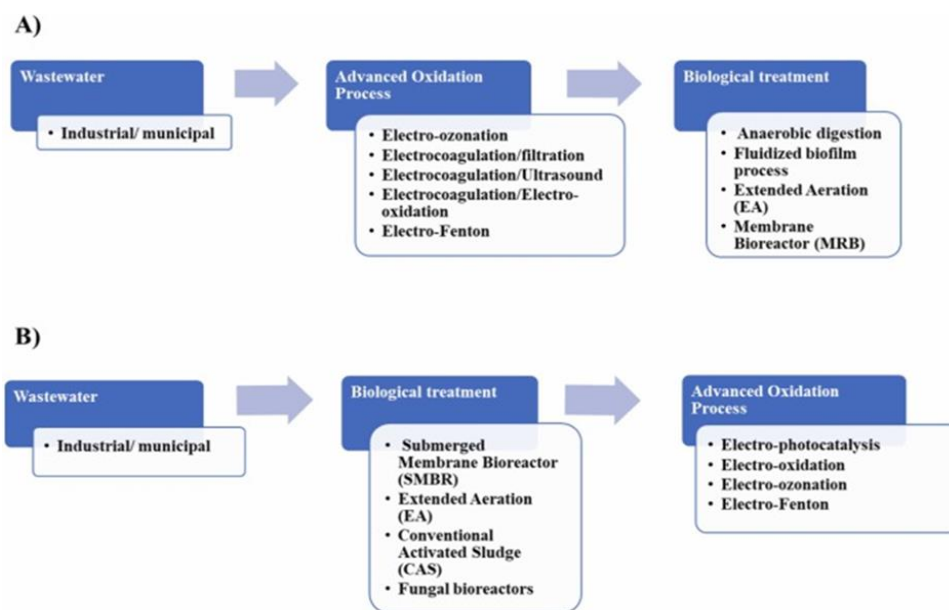 A)
Wastewater
• Industrial/ municipal
Advanced Oxidation
Process
• Electro-ozonation
• Electrocoagulation/filtration
• Electrocoagulation/Ultrasound
• Electrocoagulation/Electro-
oxidation
• Electro-Fenton
Biological treatment
• Anaerobic digestion
• Fluidized biofilm
process
• Extended Aeration
(EA)
• Membrane
Bioreactor (MRB)
B)
Wastewater
• Industrial/ municipal
Biological treatment
• Submerged
Membrane Bioreactor
(SMBR)
• Extended Aeration
(EA)
• Conventional
Activated Sludge
(CAS)
• Fungal bioreactors
Advanced Oxidation
Process
• Electro-photocatalysis
• Electro-oxidation
• Electro-ozonation
• Electro-Fenton